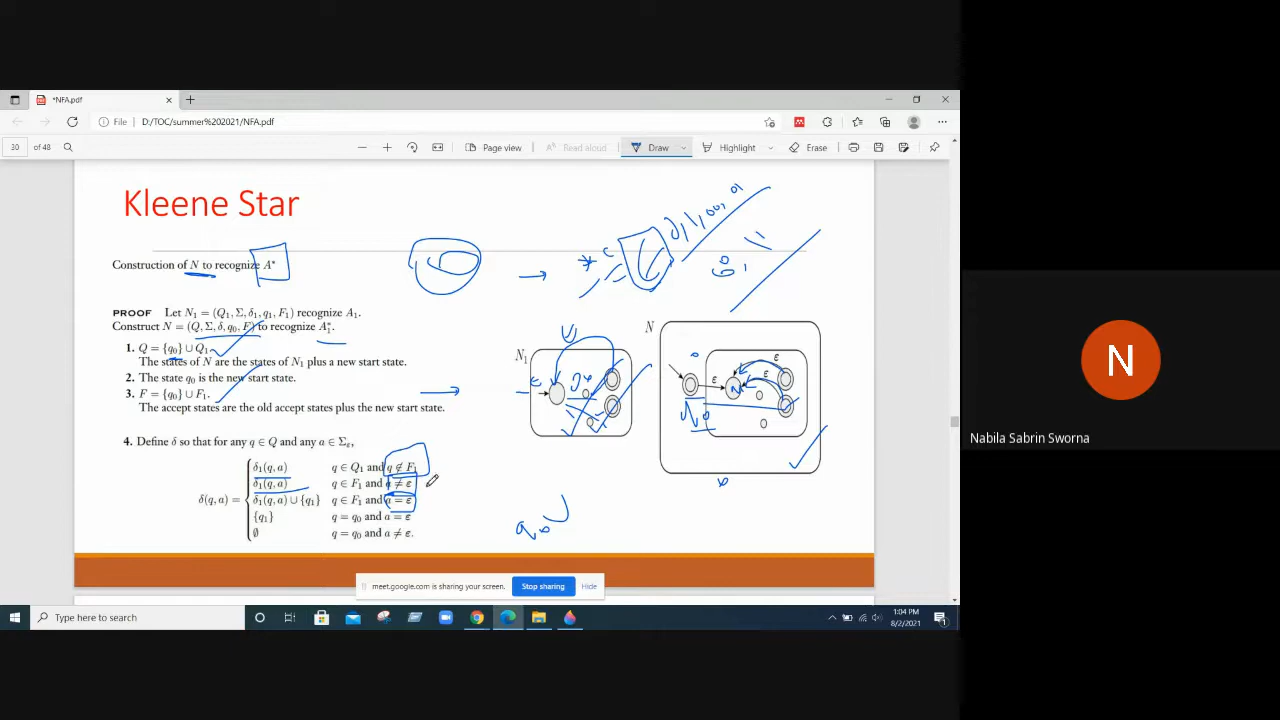 *NFA.pdf
File | D:/TOC/summer%202021/NFA.pdf
30 of 48 Page view Read aloud Draw Highlight Erase
Kleene Star
0,1,00,01
Construction of N to recognize A*
PROOF Let N₁ = (Q₁, Σ, δ₁, q₁, F₁) recognize A₁.
Construct N = (Q, Σ, δ, q₀, F) to recognize A₁*.
1. Q = {q₀} ∪ Q₁.
The states of N are the states of N₁ plus a new start state.
2. The state q₀ is the new start state.
3. F = {q₀} ∪ F₁.
The accept states are the old accept states plus the new start state.
N₁
N
ε
ε
ε
4. Define δ so that for any q ∈ Q and any a ∈ Σε,
δ(q, a) =
δ₁(q, a) q ∈ Q₁ and q ∉ F₁
δ₁(q, a) q ∈ F₁ and a ≠ ε
δ₁(q, a) ∪ {q₁} q ∈ F₁ and a = ε
{q₁} q = q₀ and a = ε
∅ q = q₀ and a ≠ ε.
q₀
meet.google.com is sharing your screen. Stop sharing Hide
Type here to search
1:04 PM
8/2/2021
N
Nabila Sabrin Sworna